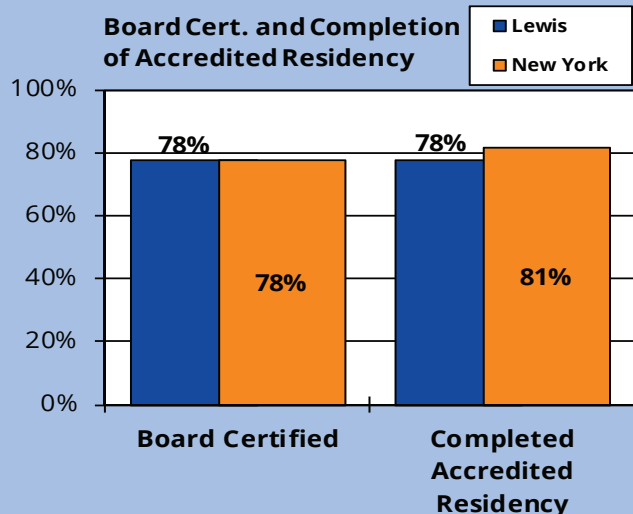 Board Cert. and Completion
of Accredited Residency
Lewis
New York
100%
80%
60%
40%
20%
0%
78%
78%
78%
81%
Board Certified
Completed
Accredited
Residency